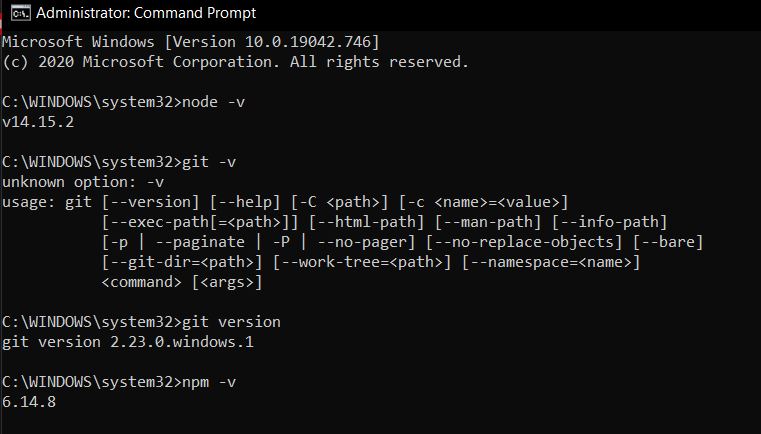 Administrator: Command Prompt
Microsoft Windows [Version 10.0.19042.746]
(c) 2020 Microsoft Corporation. All rights reserved.
C:\WINDOWS\system32>node -v
v14.15.2
C:\WINDOWS\system32>git -v
unknown option: -v
usage: git [--version] [--help] [-C <path>] [-c <name>=<value>]
           [--exec-path[=<path>]] [--html-path] [--man-path] [--info-path]
           [-p | --paginate | -P | --no-pager] [--no-replace-objects] [--bare]
           [--git-dir=<path>] [--work-tree=<path>] [--namespace=<name>]
           <command> [<args>]
C:\WINDOWS\system32>git version
git version 2.23.0.windows.1
C:\WINDOWS\system32>npm -v
6.14.8